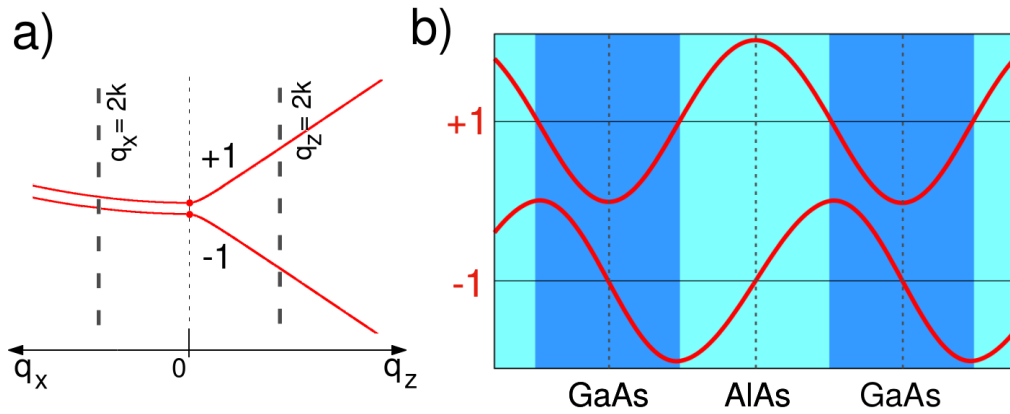 a)
q_x = 2k
q_z = 2k
+1
-1
q_x
0
q_z
b)
+1
-1
GaAs AlAs GaAs